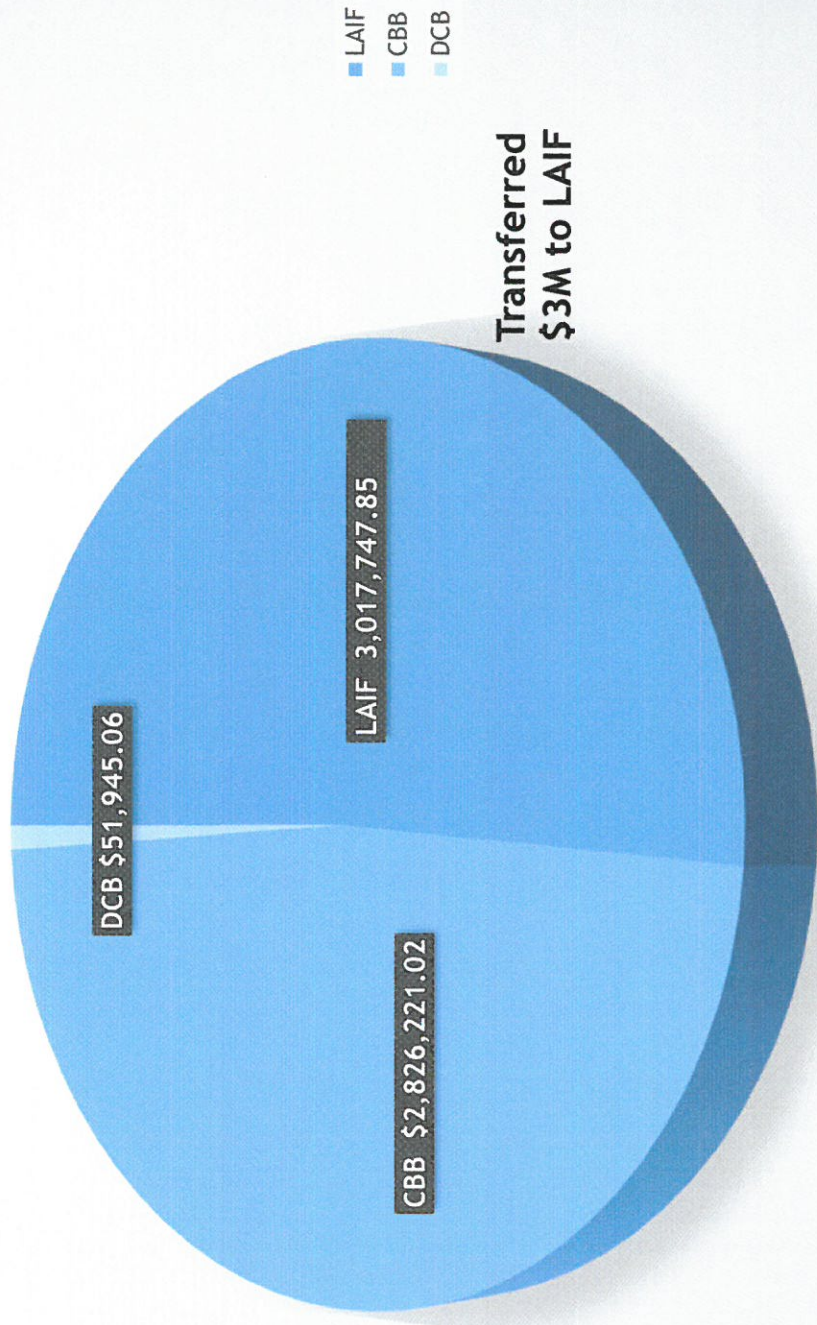 DCB $51,945.06
LAIF 3,017,747.85
CBB $2,826,221.02
LAIF
CBB
DCB
Transferred
$3M to LAIF